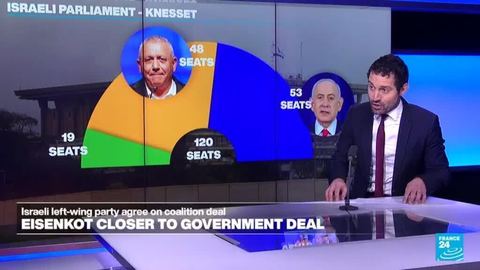 ISRAELI PARLIAMENT - KNESSET
48
SEATS
53
SEATS
19
SEATS
120
SEATS
Israeli left-wing party agree on coalition deal
EISENKOT CLOSER TO GOVERNMENT DEAL
FRANCE
24